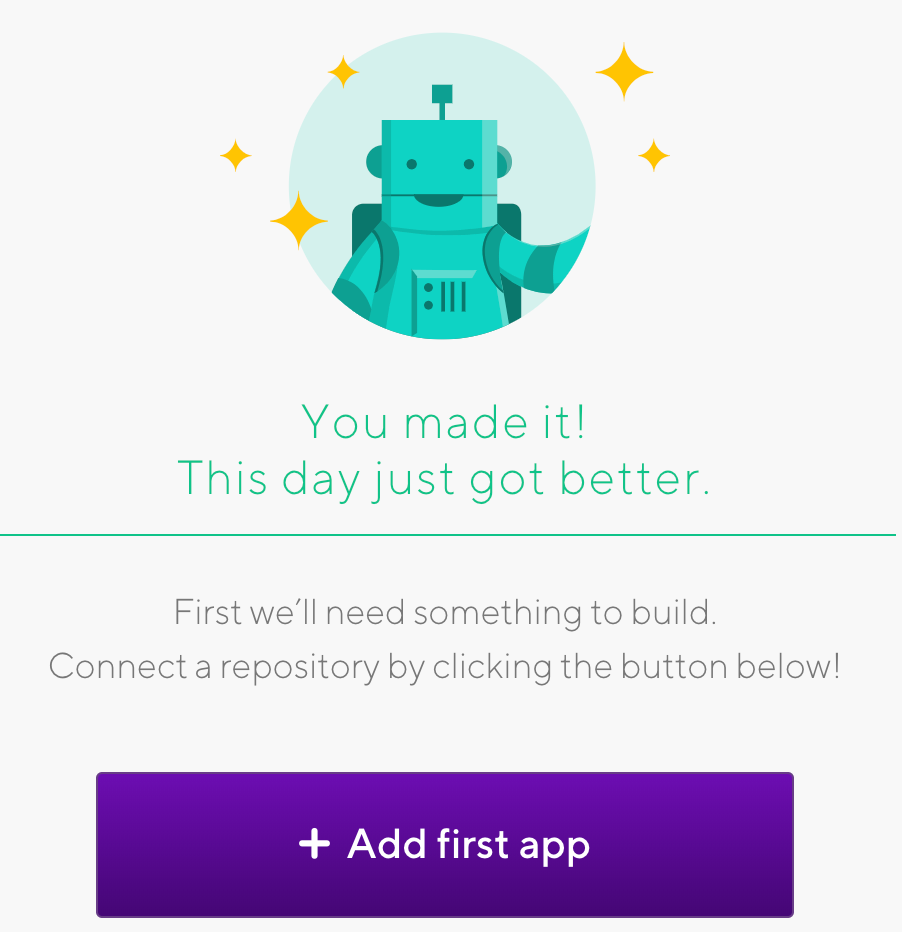 You made it!
This day just got better.
First we’ll need something to build.
Connect a repository by clicking the button below!
+ Add first app